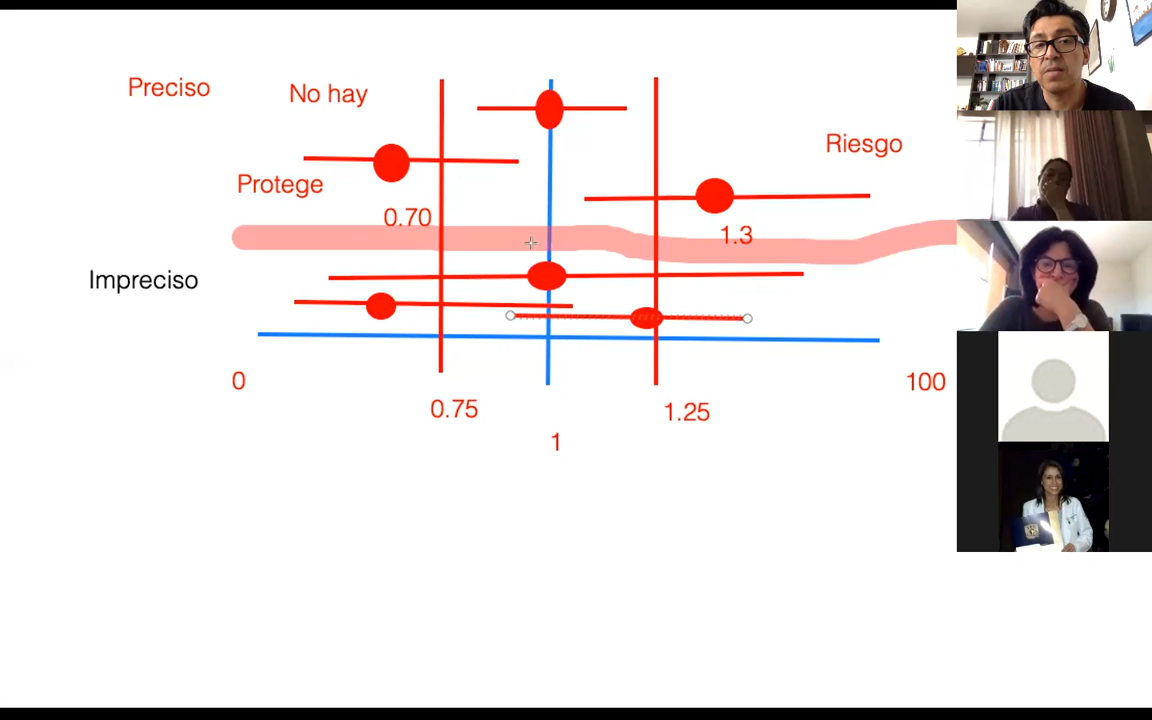 Preciso
No hay
Riesgo
Protege
0.70
1.3
Impreciso
0
100
0.75
1.25
1